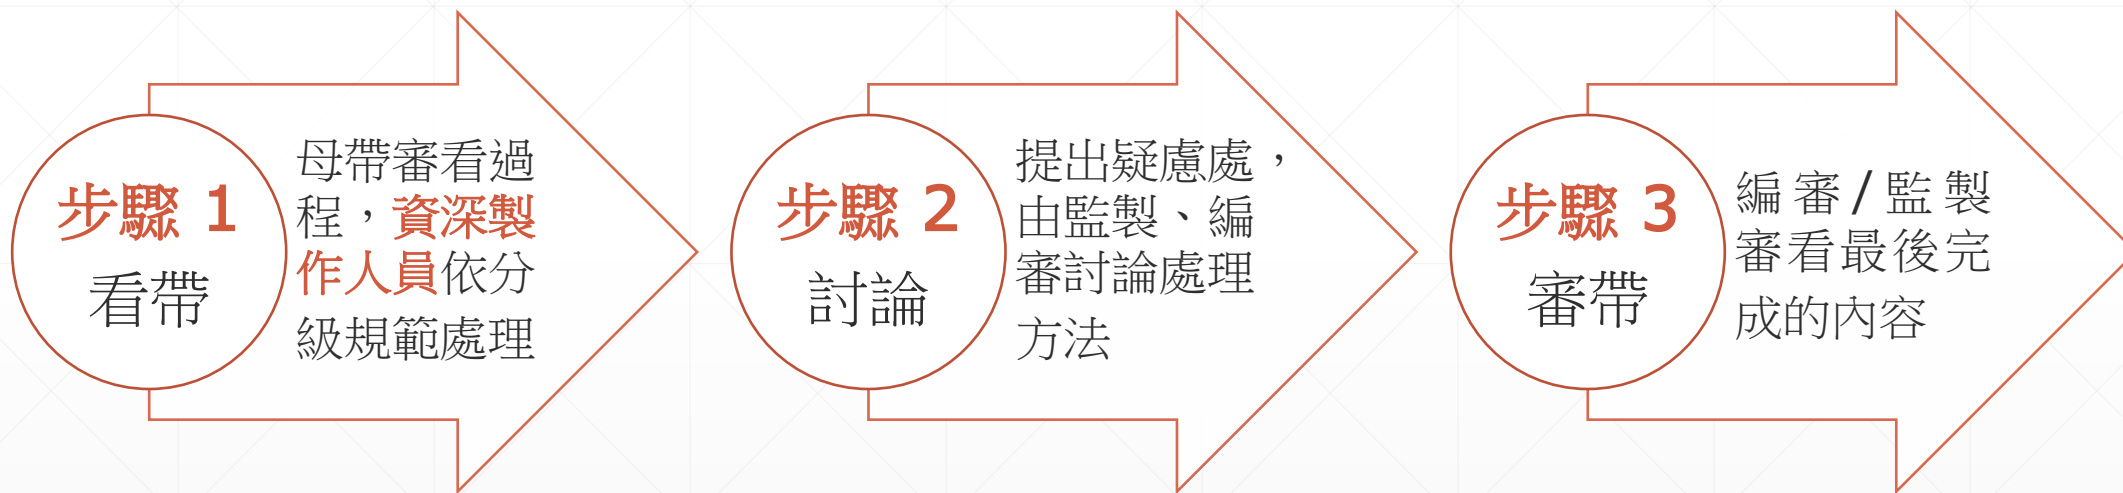 步驟 1
看帶
母帶審看過
程，資深製
作人員依分
級規範處理
步驟 2
討論
提出疑慮處，
由監製、編
審討論處理
方法
步驟 3
審帶
編審/監製
審看最後完
成的內容